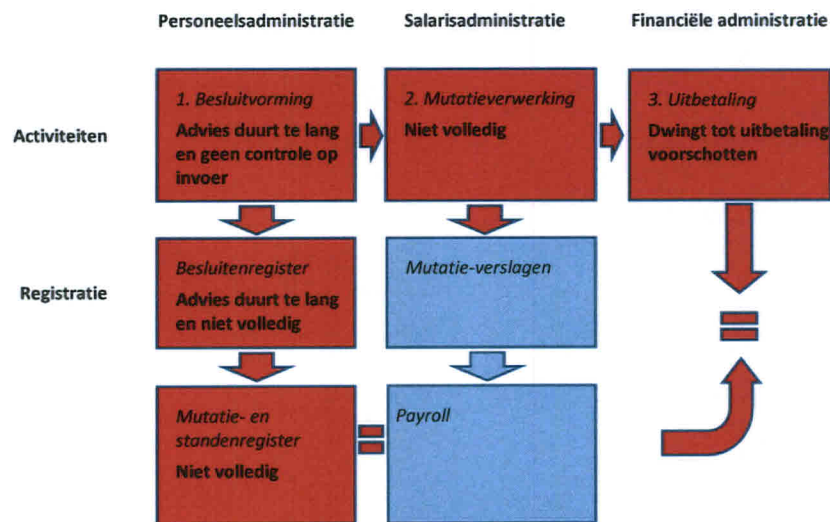 Personeelsadministratie
Salarisadministratie
Financiële administratie
Activiteiten
1. Besluitvorming
Advies duurt te lang
en geen controle op
invoer
2. Mutatieverwerking
Niet volledig
3. Uitbetaling
Dwingt tot uitbetaling
voorschotten
Registratie
Besluitenregister
Advies duurt te lang
en niet volledig
Mutatie-verslagen
Mutatie- en
standenregister
Niet volledig
Payroll